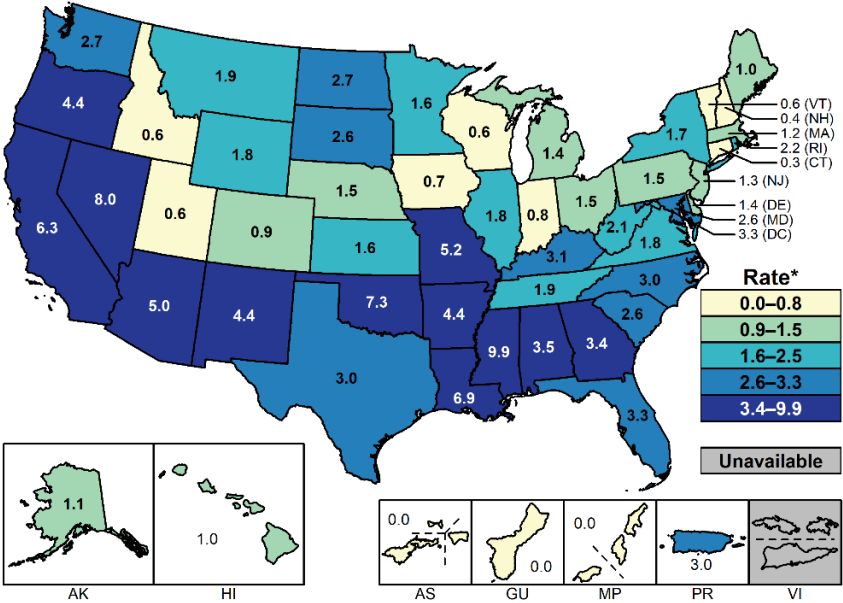 2.7
4.4
6.3
8.0
0.6
1.9
1.8
0.6
0.9
5.0
4.4
2.7
2.6
1.5
1.6
7.3
3.0
1.6
0.7
5.2
4.4
6.9
0.6
1.8
0.8
1.4
1.5
3.1
1.9
9.9
3.5
3.4
3.3
2.6
3.0
1.8
2.1
1.5
1.7
1.0
0.6 (VT)
0.4 (NH)
1.2 (MA)
2.2 (RI)
0.3 (CT)
1.3 (NJ)
1.4 (DE)
2.6 (MD)
3.3 (DC)
Rate*
0.0–0.8
0.9–1.5
1.6–2.5
2.6–3.3
3.4–9.9
Unavailable
1.1
AK
1.0
HI
0.0
AS
0.0
GU
0.0
MP
3.0
PR
VI